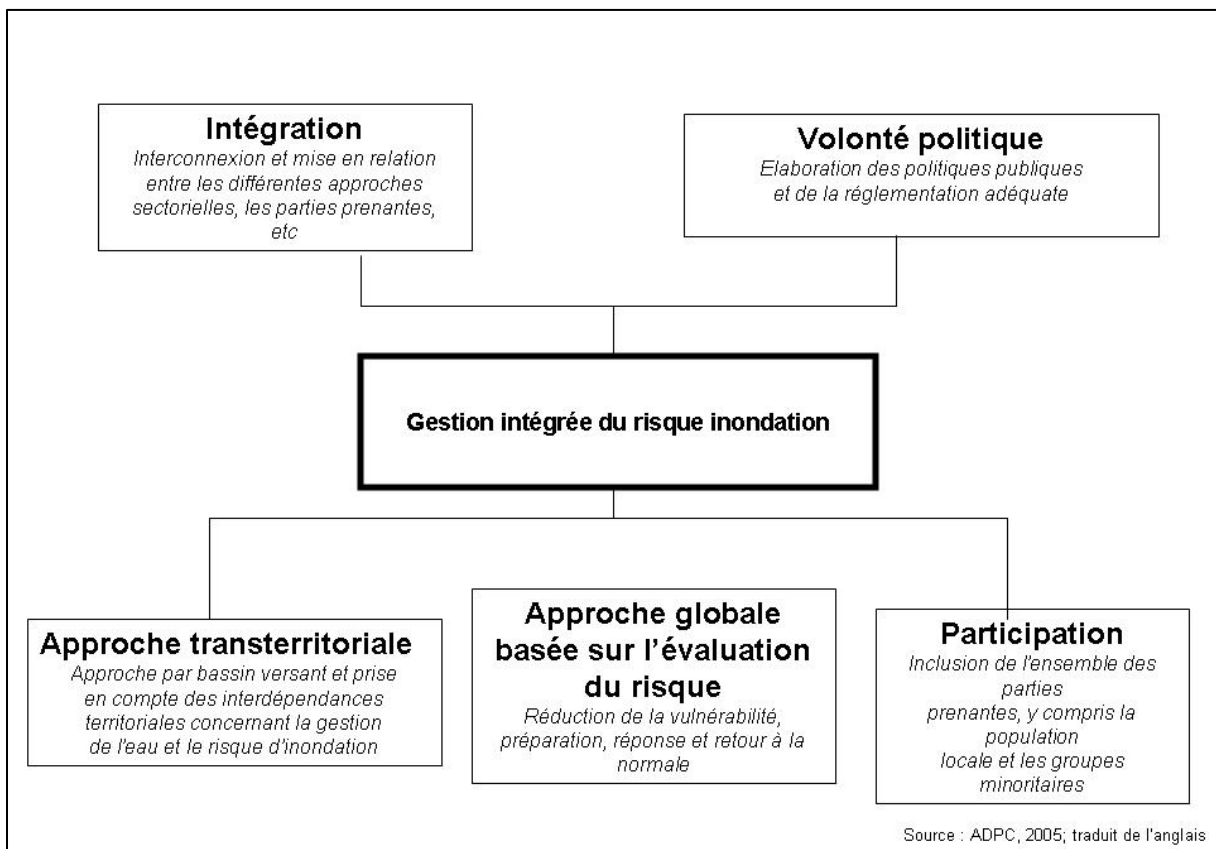 Intégration
Interconnexion et mise en relation
entre les différentes approches
sectorielles, les parties prenantes,
etc
Volonté politique
Elaboration des politiques publiques
et de la réglementation adéquate
Gestion intégrée du risque inondation
Approche transterritoriale
Approche par bassin versant et prise
en compte des interdépendances
territoriales concernant la gestion
de l'eau et le risque d'inondation
Approche globale
basée sur l'évaluation
du risque
Réduction de la vulnérabilité,
préparation, réponse et retour à la
normale
Participation
Inclusion de l'ensemble des
parties
prenantes, y compris la
population
locale et les groupes
minoritaires
Source : ADPC, 2005; traduit de l'anglais